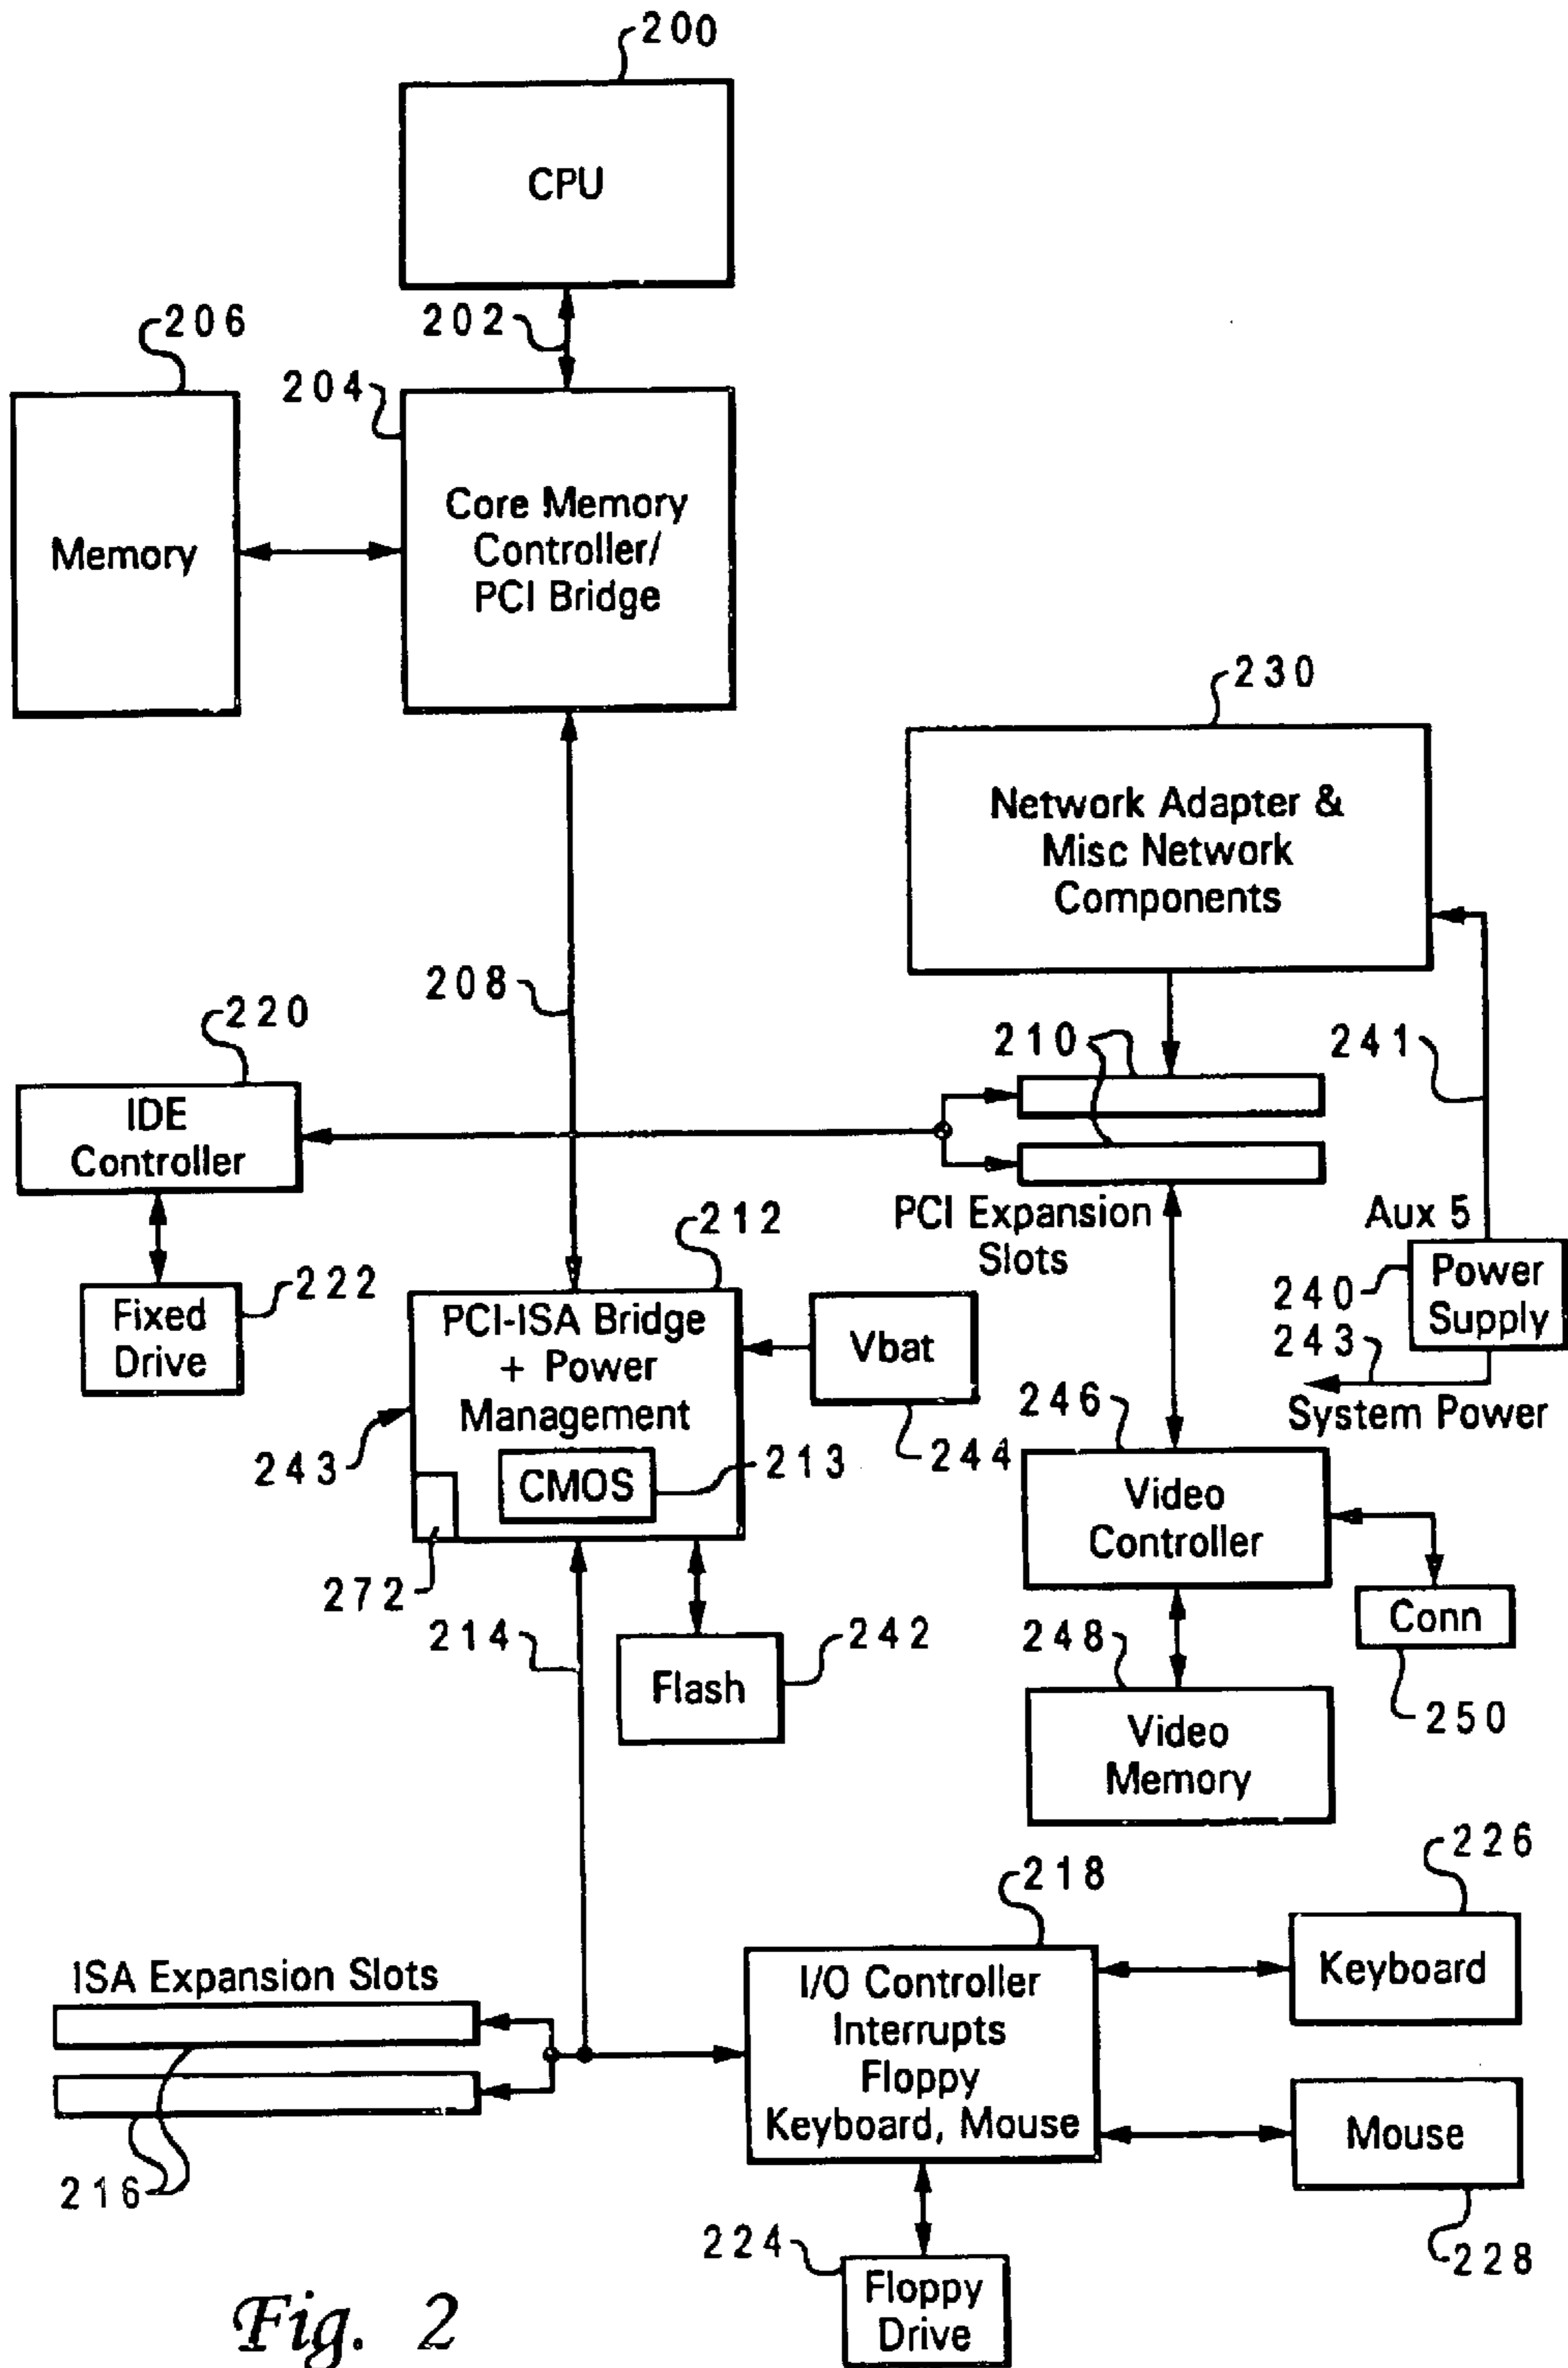 200
CPU
202
206
204
Memory
Core Memory
Controller/
PCI Bridge
230
Network Adapter &
Misc Network
Components
208
220
210
241
IDE
Controller
PCI Expansion
Slots
Aux 5
212
240
Power
Supply
222
Fixed
Drive
PCI-ISA Bridge
+ Power
Management
Vbat
243
System Power
246
243
CMOS
213
244
Video
Controller
272
214
242
248
Conn
Flash
250
Video
Memory
226
218
ISA Expansion Slots
I/O Controller
Interrupts
Floppy
Keyboard, Mouse
Keyboard
Mouse
216
224
228
Floppy
Drive
Fig. 2